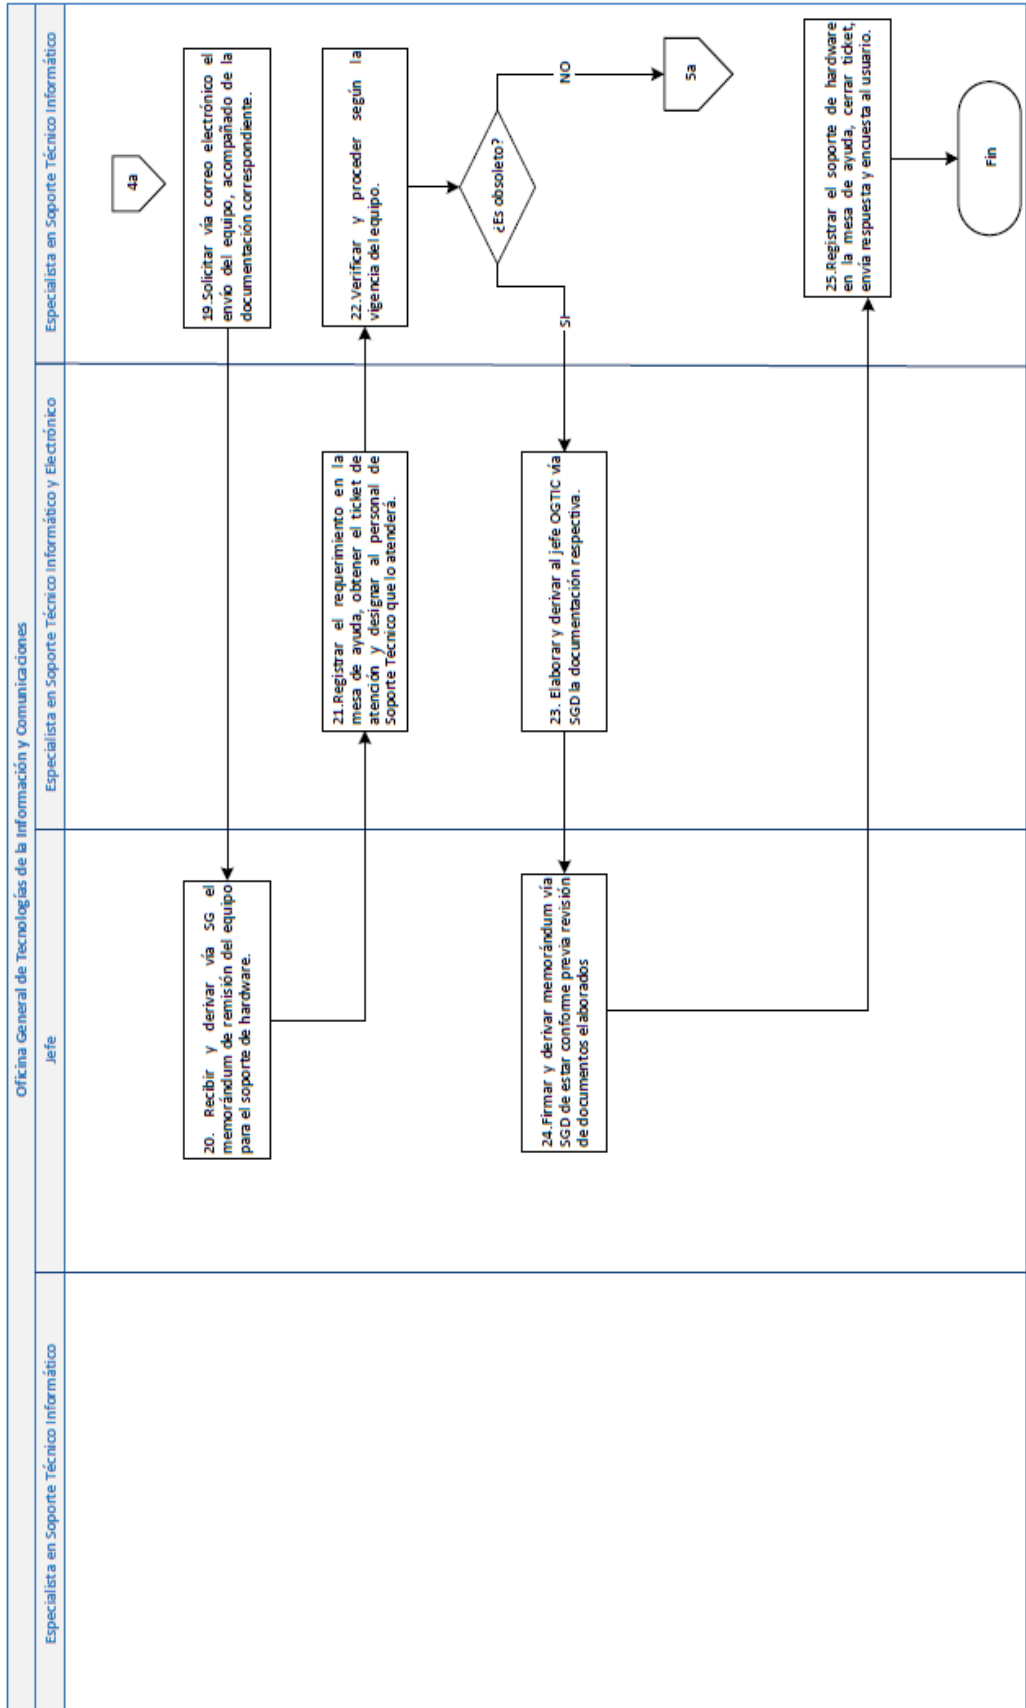 Oficina General de Tecnologías de la Información y Comunicaciones
Especialista en Soporte Técnico Informático
Jefe
Especialista en Soporte Técnico Informático y Electrónico
Especialista en Soporte Técnico Informático
4a
19.Solicitar vía correo electrónico el
envío del equipo, acompañado de la
documentación correspondiente.
20. Recibir y derivar vía SG el
memorándum de remisión del equipo
para el soporte de hardware.
21.Registrar el requerimiento en la
mesa de ayuda, obtener el ticket de
atención y designar al personal de
Soporte Técnico que lo atenderá.
22.Verificar y proceder según la
vigencia del equipo.
¿Es obsoleto?
NO
5a
SI
23. Elaborar y derivar al jefe OGTIC vía
SGD la documentación respectiva.
24.Firmar y derivar memorándum vía
SGD de estar conforme previa revisión
de documentos elaborados
25.Registrar el soporte de hardware
en la mesa de ayuda, cerrar ticket,
envía respuesta y encuesta al usuario.
Fin